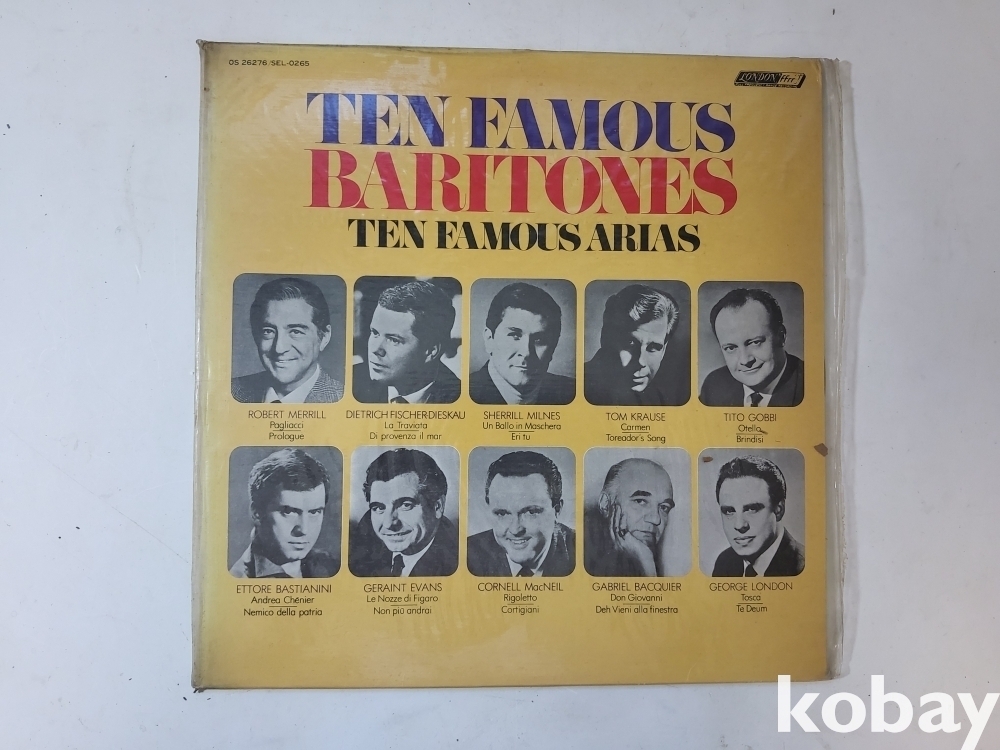 OS 26276/SEL-0265
LONDON ffrr
TEN FAMOUS
BARITONES
TEN FAMOUS ARIAS
ROBERT MERRILL
Pagliacci
Prologue
DIETRICH FISCHER-DIESKAU
La Traviata
Di provenza il mar
SHERRILL MILNES
Un Ballo in Maschera
Eri tu
TOM KRAUSE
Carmen
Toreador's Song
TITO GOBBI
Otello
Brindisi
ETTORE BASTIANINI
Andrea Chénier
Nemico della patria
GERAINT EVANS
Le Nozze di Figaro
Non più andrai
CORNELL MacNEIL
Rigoletto
Cortigiani
GABRIEL BACQUIER
Don Giovanni
Deh Vieni alla finestra
GEORGE LONDON
Tosca
Te Deum
kobay